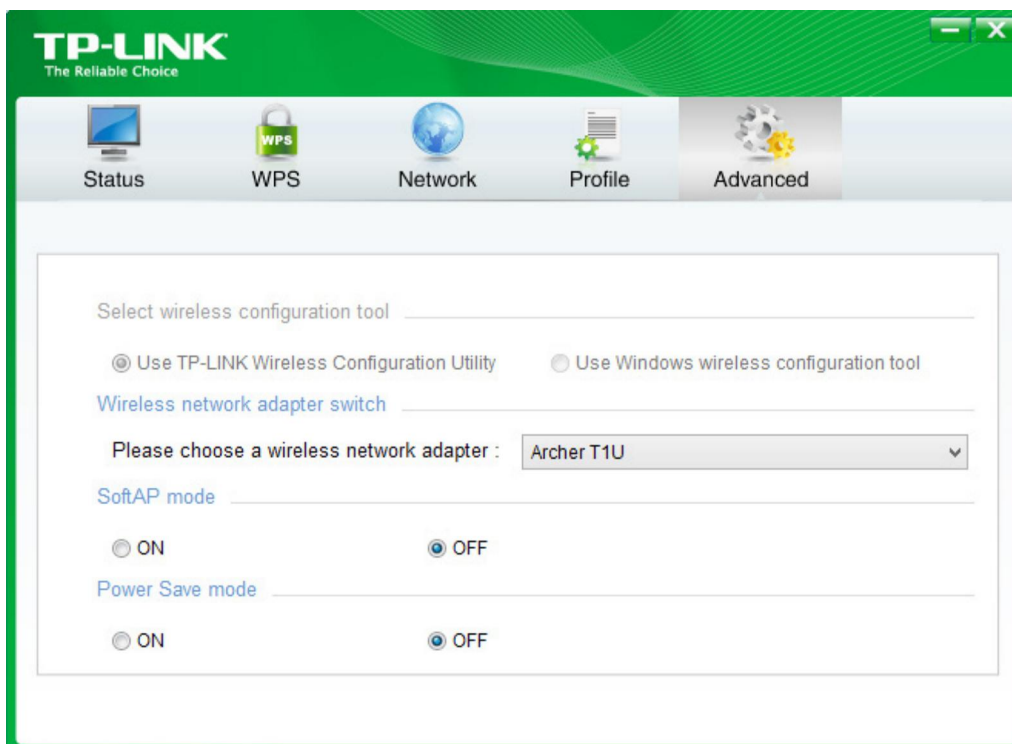 TP-LINK
The Reliable Choice
WPS
Status WPS Network Profile Advanced
Select wireless configuration tool
Use TP-LINK Wireless Configuration Utility Use Windows wireless configuration tool
Wireless network adapter switch
Please choose a wireless network adapter : Archer T1U
SoftAP mode
ON OFF
Power Save mode
ON OFF